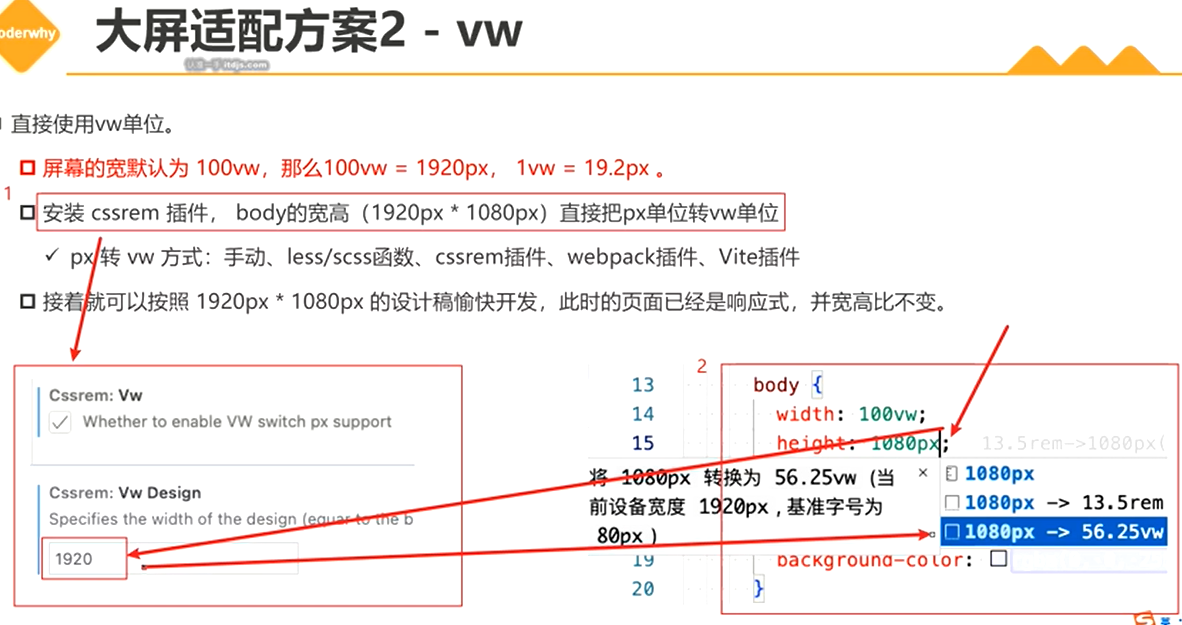 oderwhy
大屏适配方案2 - vw
itdjs.com
直接使用vw单位。
屏幕的宽默认为 100vw，那么100vw = 1920px， 1vw = 19.2px 。
1
安装 cssrem 插件， body的宽高（1920px * 1080px）直接把px单位转vw单位
✓ px 转 vw 方式：手动、less/scss函数、cssrem插件、webpack插件、Vite插件
接着就可以按照 1920px * 1080px 的设计稿愉快开发，此时的页面已经是响应式，并宽高比不变。
Cssrem: Vw
Whether to enable VW switch px support
Cssrem: Vw Design
Specifies the width of the design (equar to the b
1920
2
13 body {
14 width: 100vw;
15 height: 1080px; 13.5rem->1080px(
将 1080px 转换为 56.25vw (当
前设备宽度 1920px , 基准字号为
80px )
×
1080px
1080px -> 13.5rem
1080px -> 56.25vw
19 background-color:
20 }
英